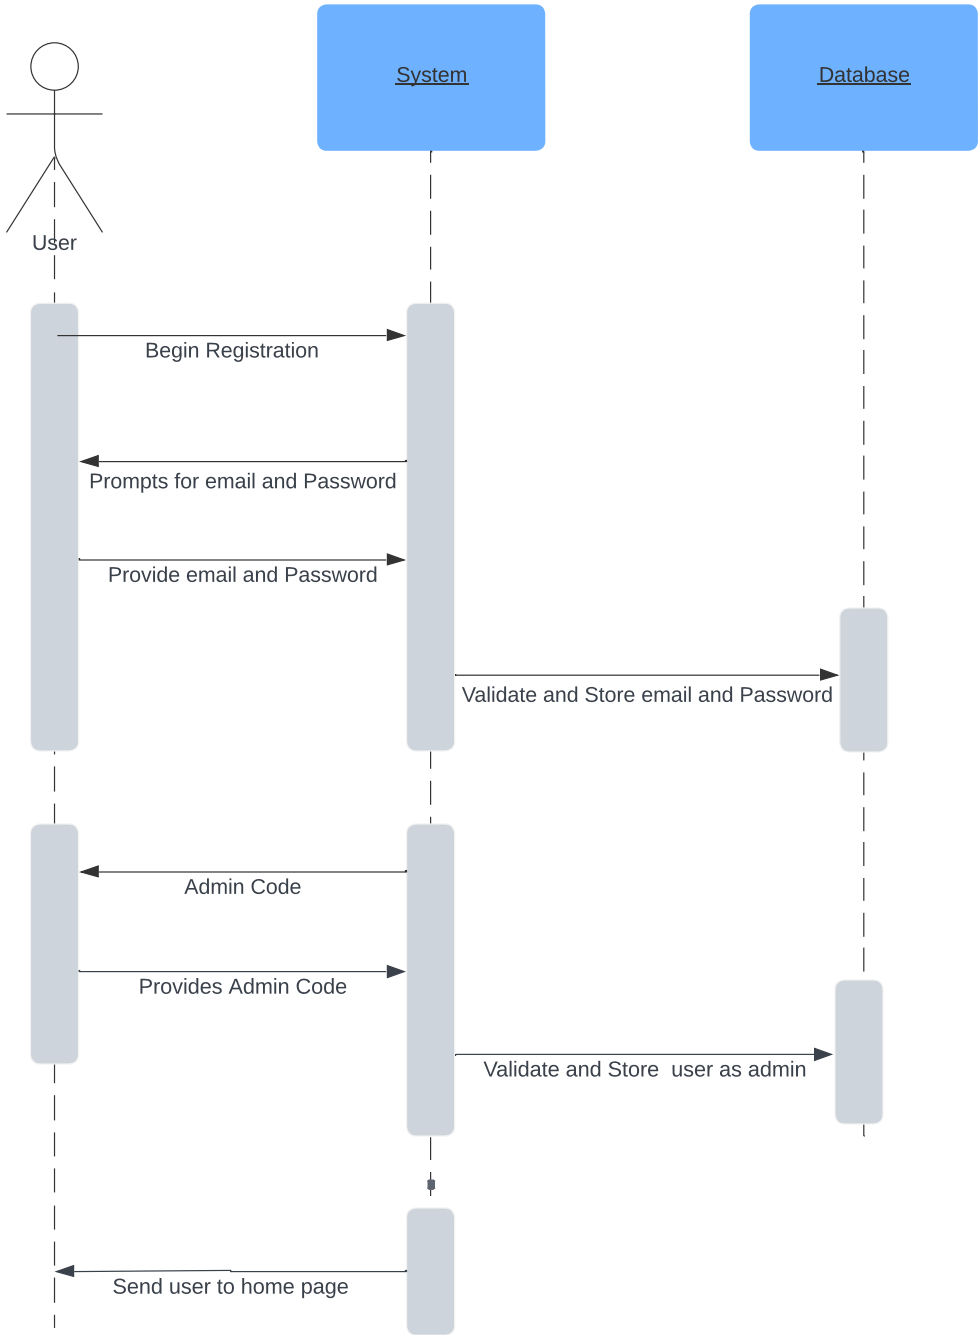 System
Database
User
Begin Registration
Prompts for email and Password
Provide email and Password
Validate and Store email and Password
Admin Code
Provides Admin Code
Validate and Store  user as admin
Send user to home page